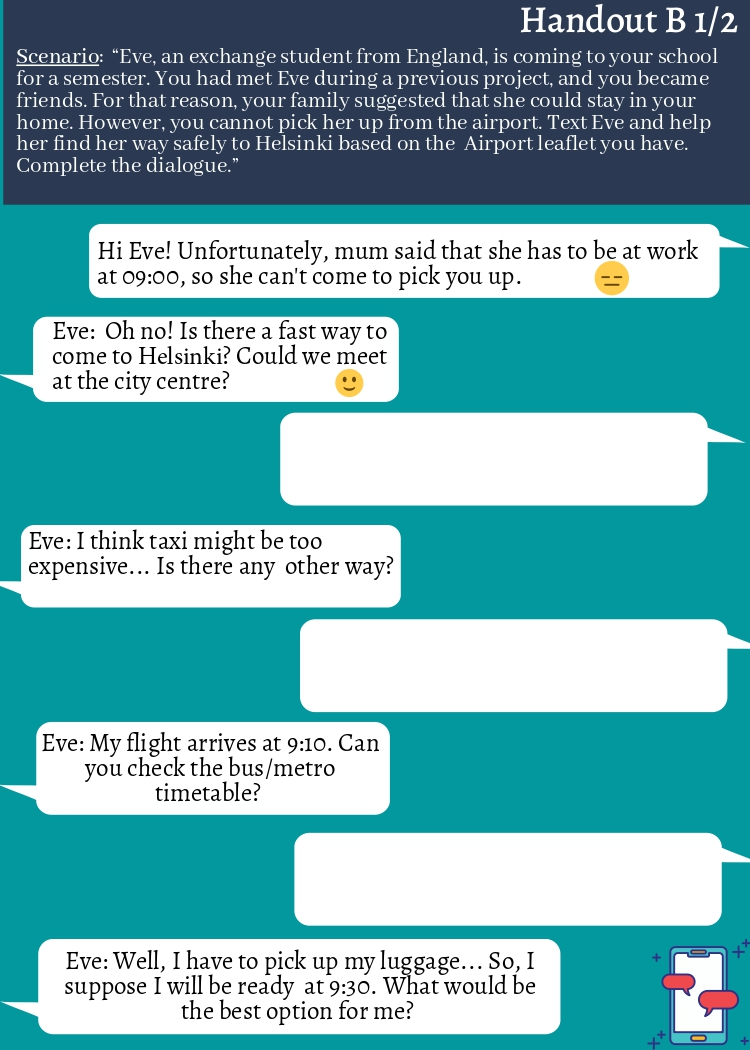 Handout B 1/2
Scenario: “Eve, an exchange student from England, is coming to your school
for a semester. You had met Eve during a previous project, and you became
friends. For that reason, your family suggested that she could stay in your
home. However, you cannot pick her up from the airport. Text Eve and help
her find her way safely to Helsinki based on the Airport leaflet you have.
Complete the dialogue.”
Hi Eve! Unfortunately, mum said that she has to be at work
at 09:00, so she can't come to pick you up.
Eve: Oh no! Is there a fast way to
come to Helsinki? Could we meet
at the city centre?
Eve: I think taxi might be too
expensive... Is there any other way?
Eve: My flight arrives at 9:10. Can
you check the bus/metro
timetable?
Eve: Well, I have to pick up my luggage... So, I
suppose I will be ready at 9:30. What would be
the best option for me?